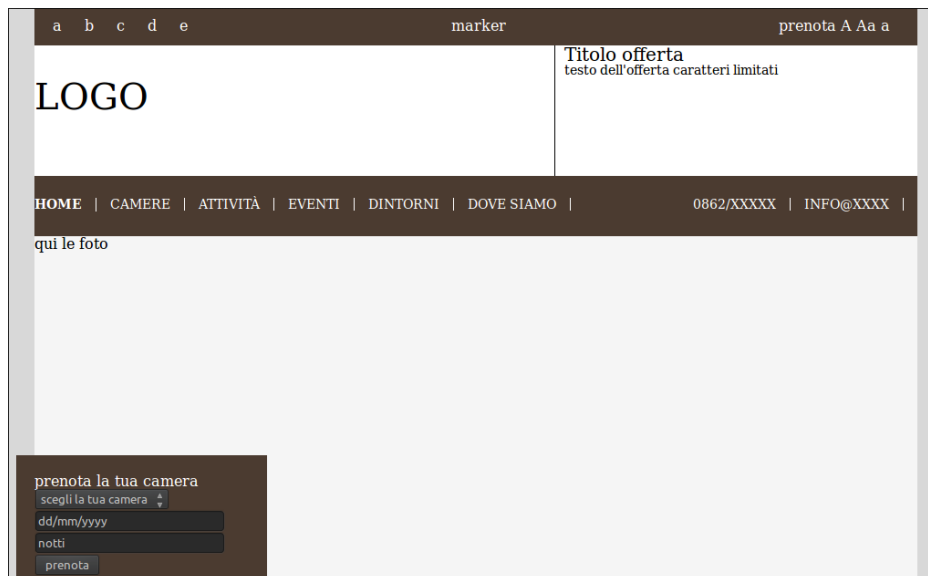 a b c d e marker prenota A Aa a
Titolo offerta
testo dell'offerta caratteri limitati
LOGO
HOME | CAMERE | ATTIVITÀ | EVENTI | DINTORNI | DOVE SIAMO | 0862/XXXXX | INFO@XXXX |
qui le foto
prenota la tua camera
scegli la tua camera
dd/mm/yyyy
notti
prenota